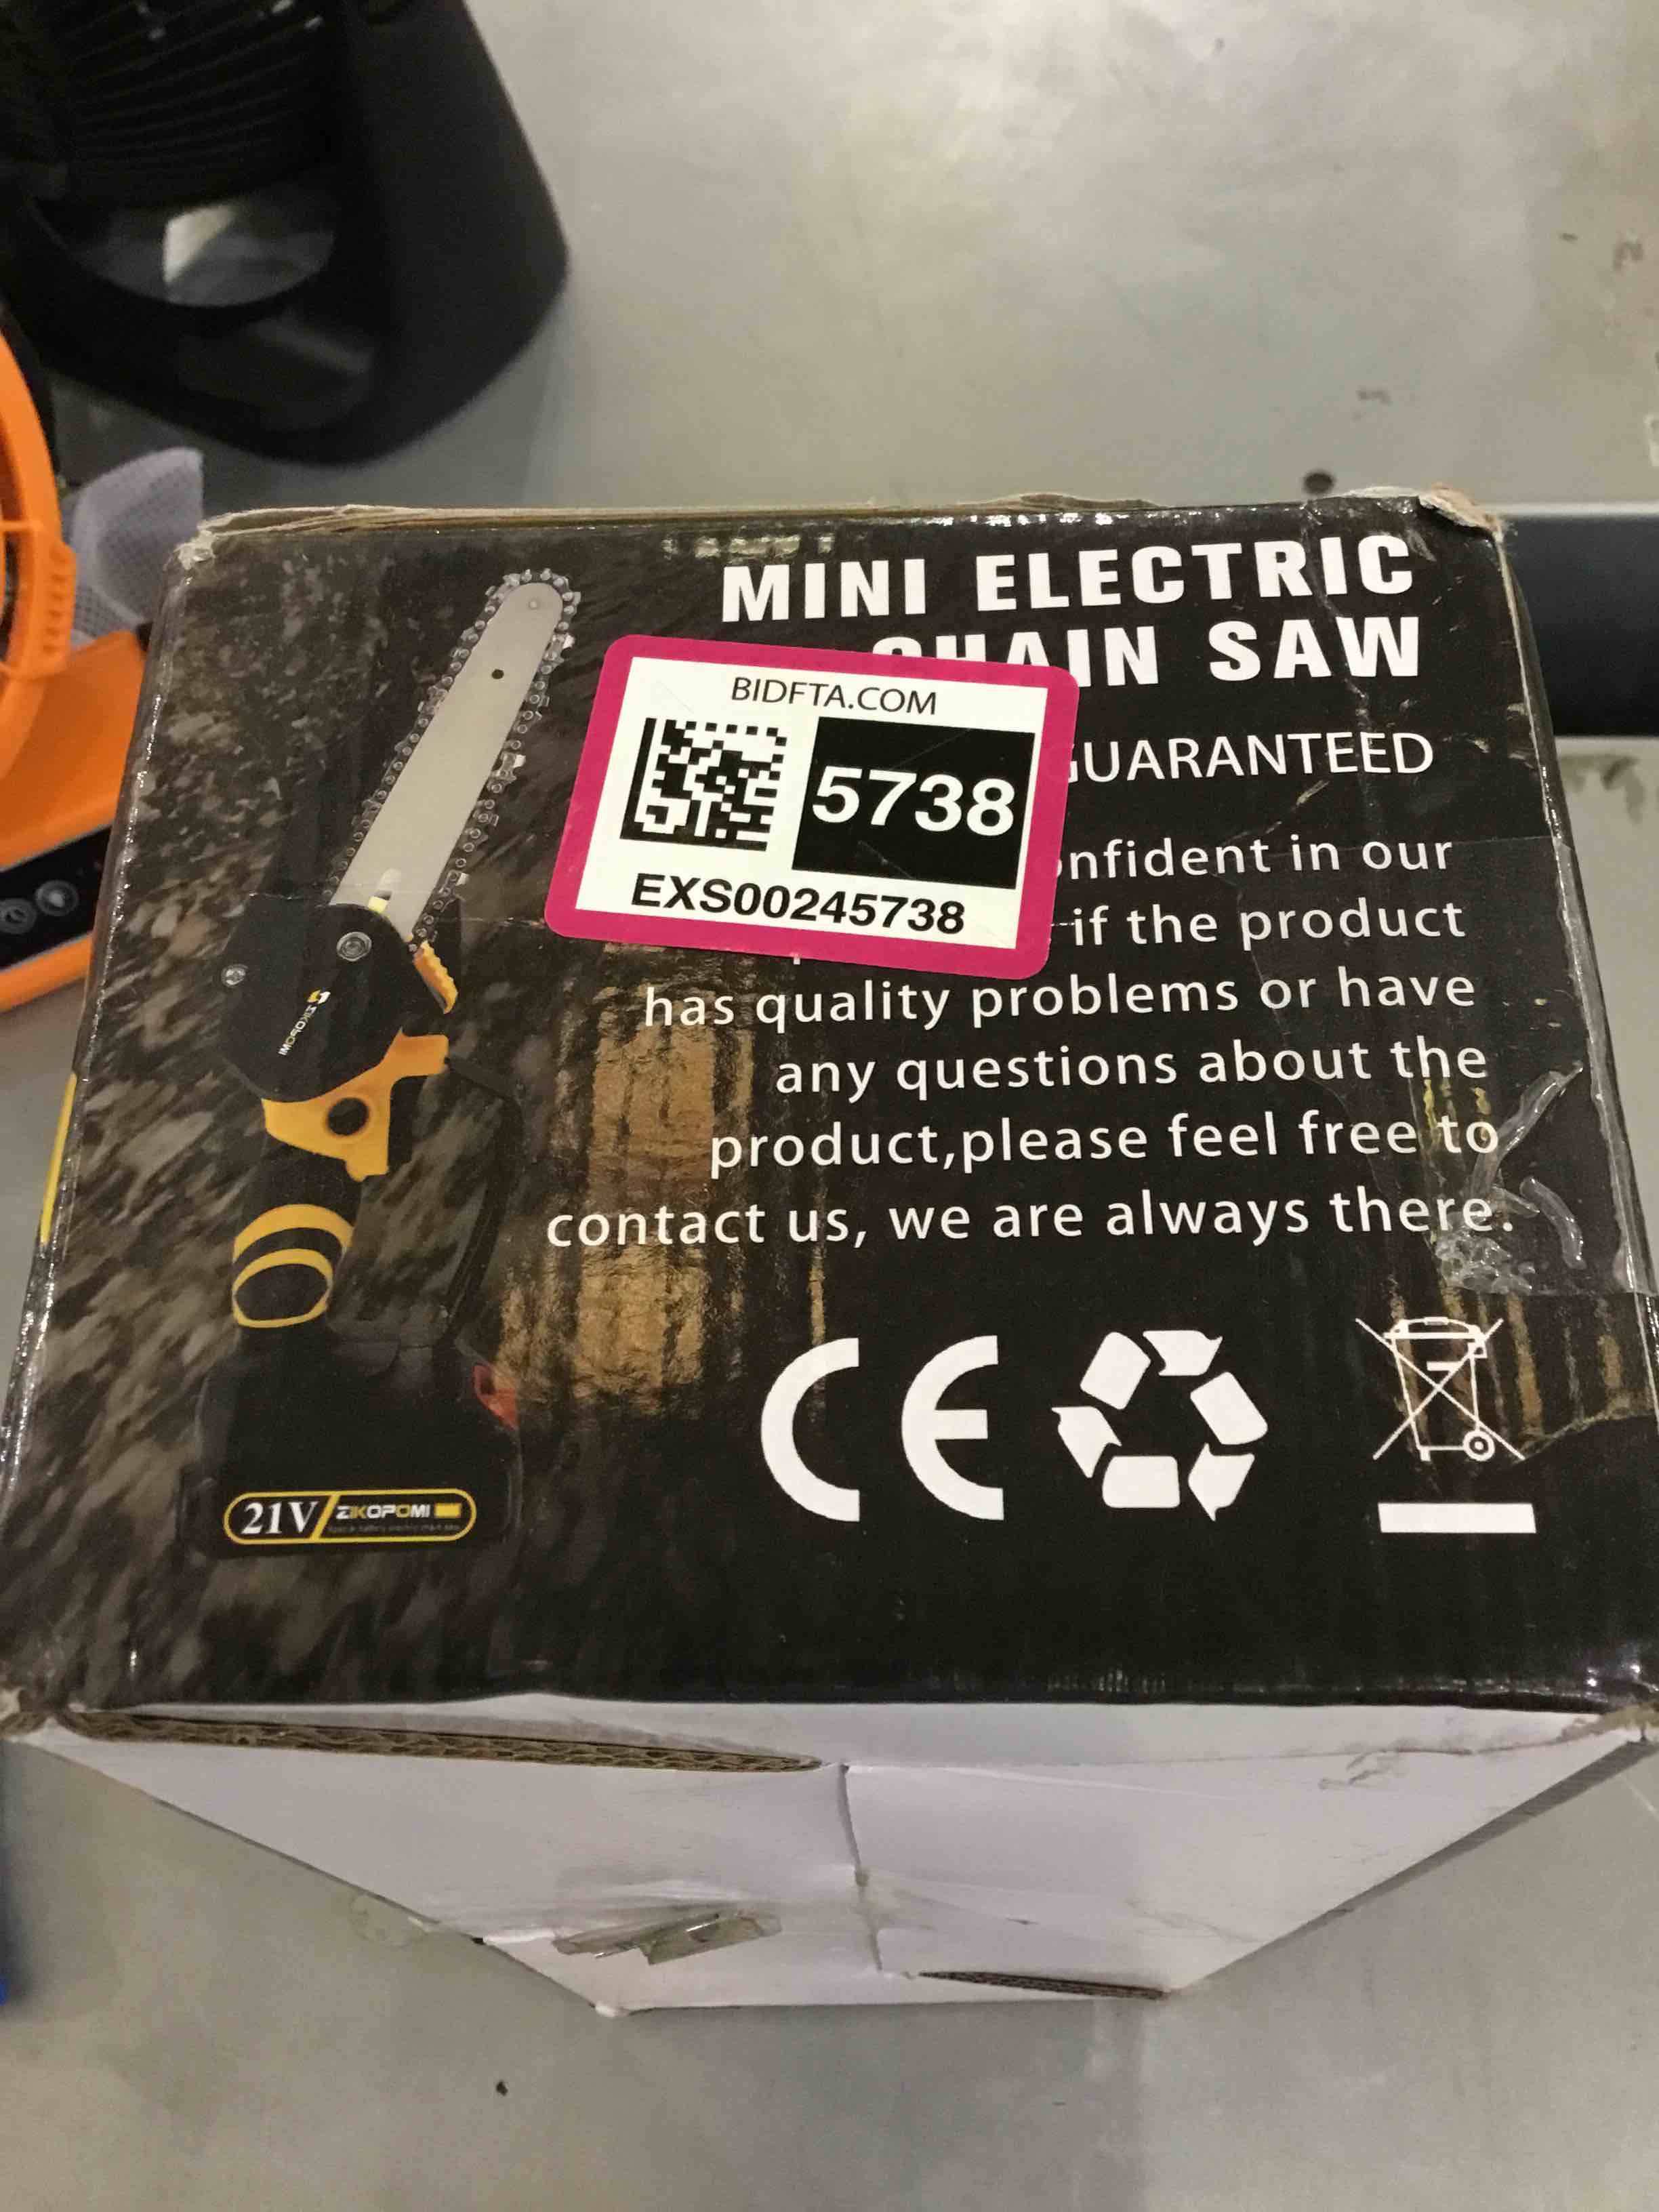 MINI ELECTRIC
CHAIN SAW
BIDFTA.COM
5738
EXS00245738
GUARANTEED
in our
if the product
has quality problems or have
any questions about the
product,please feel free to
contact us, we are always there.
ZIKOPOMI
CE
21V ZIKOPOMI